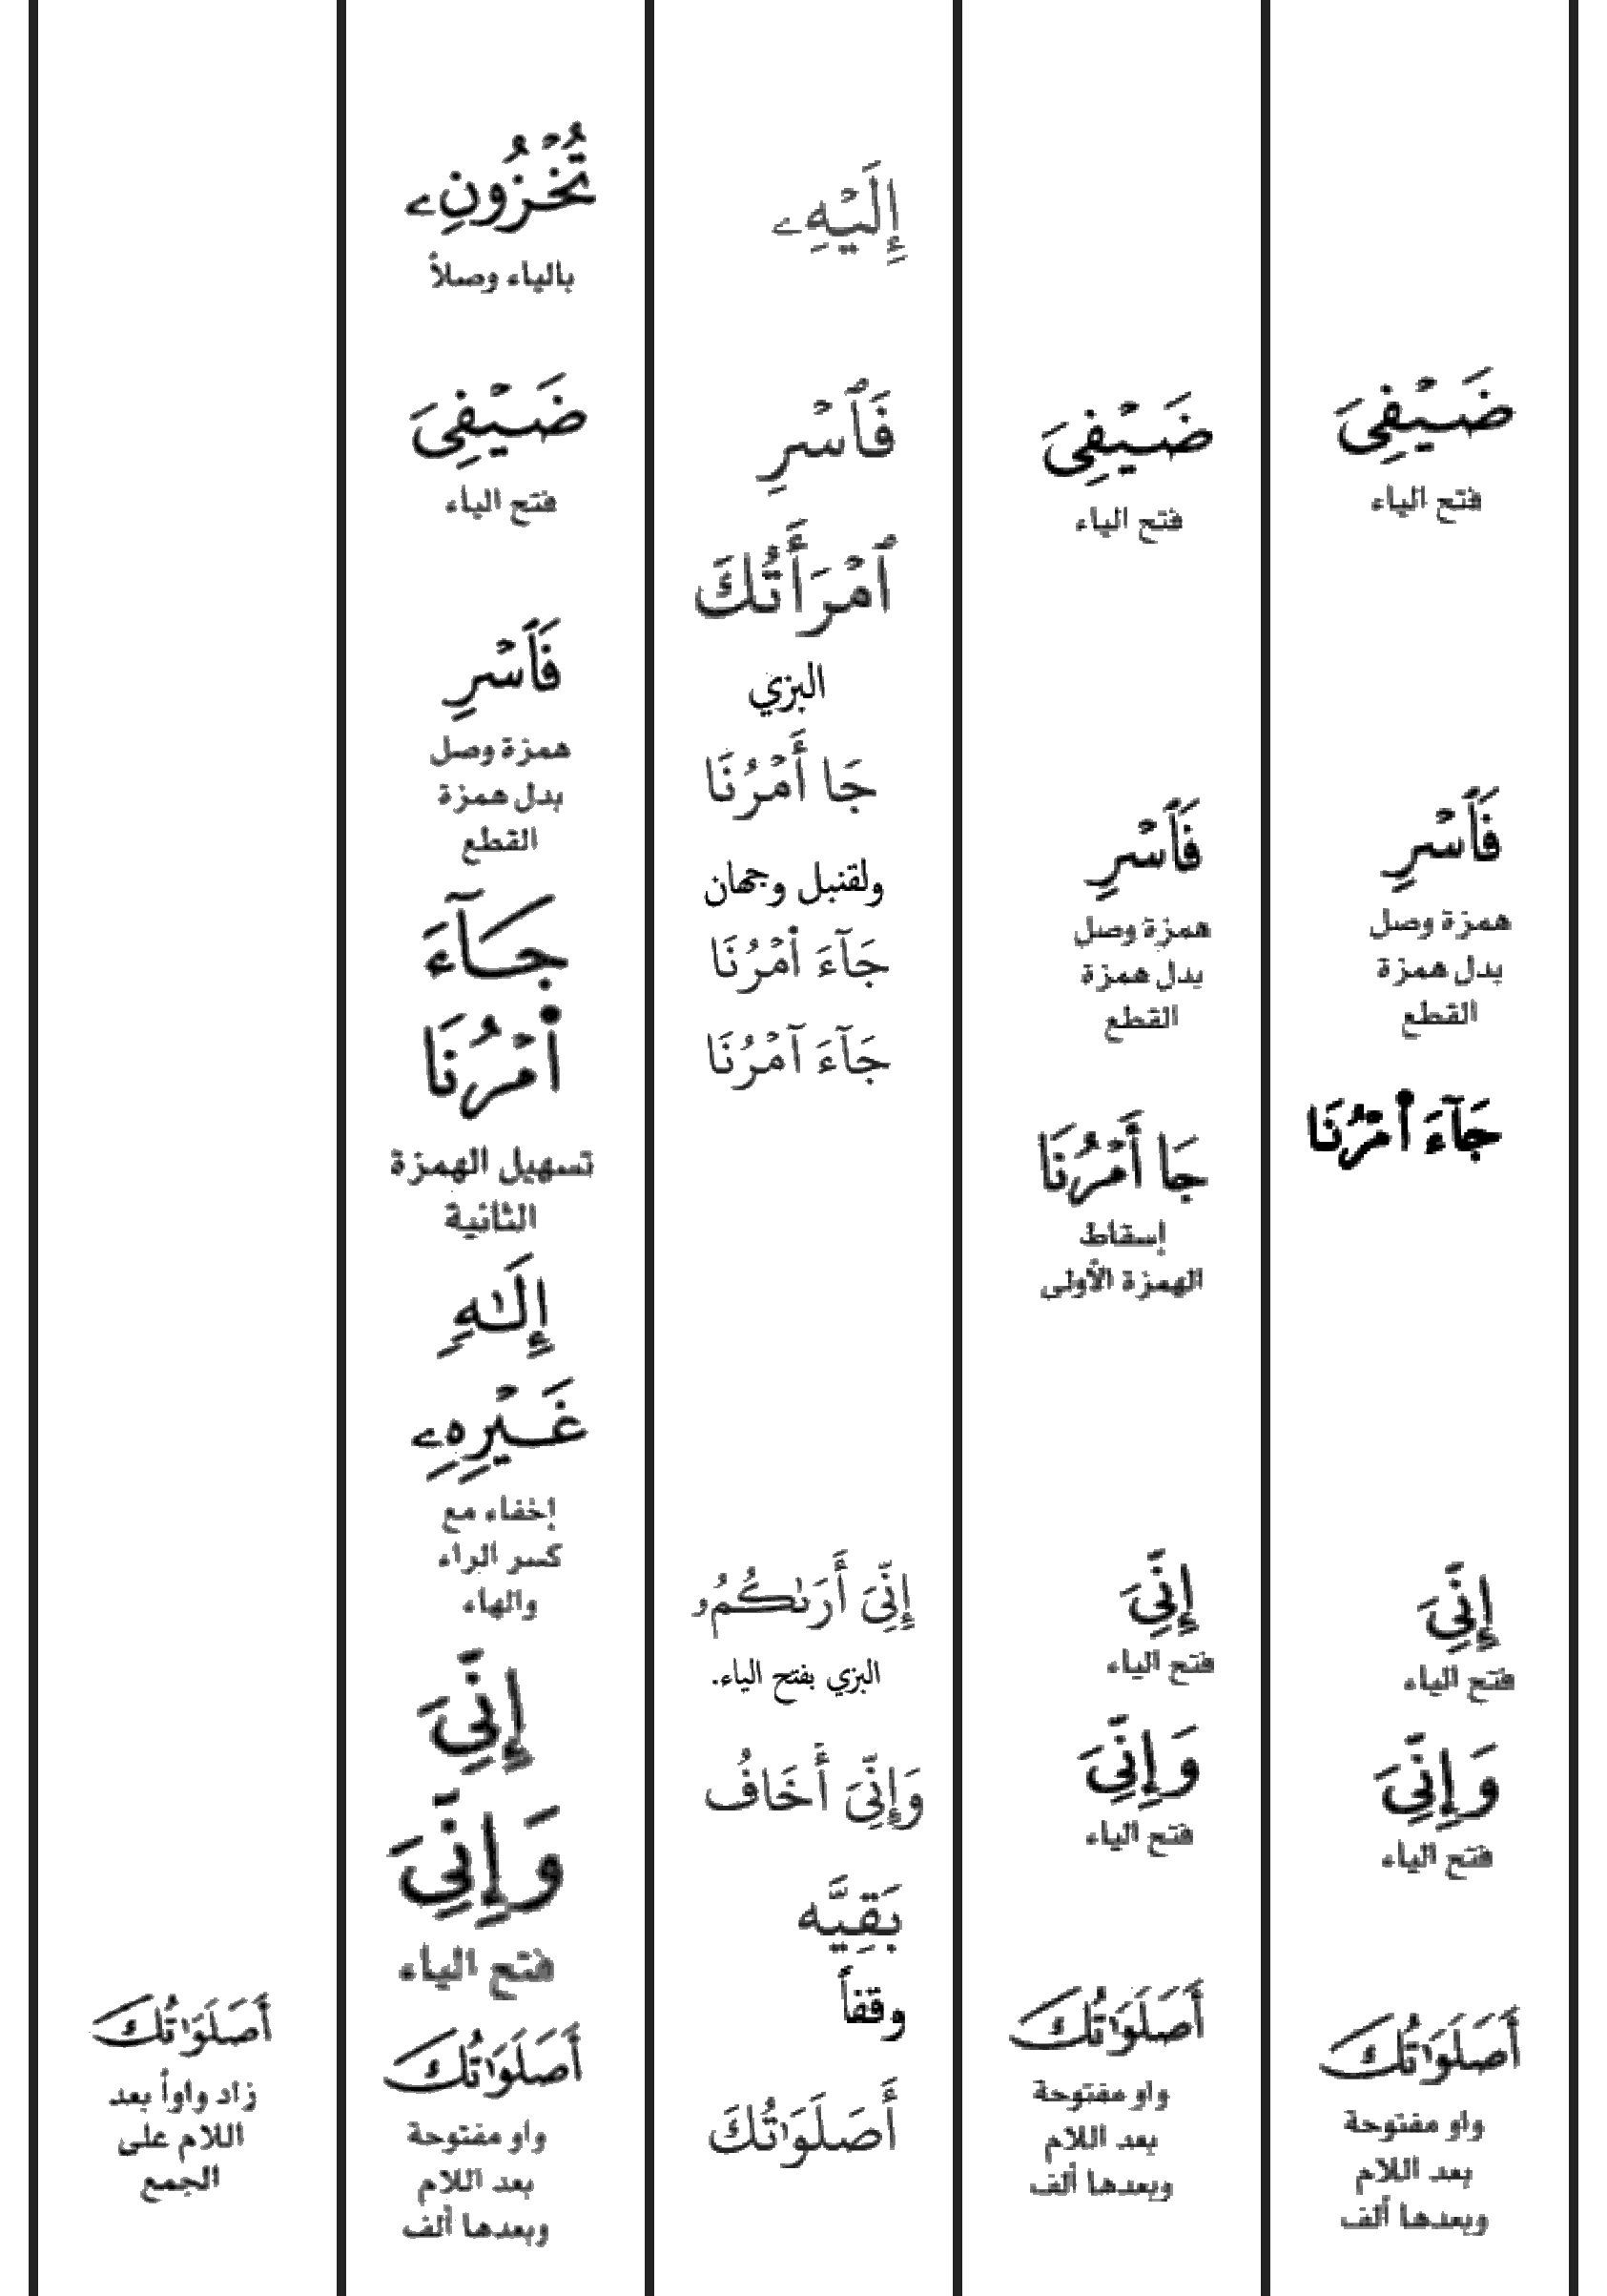 ضَيْفِىَ
فتح الياء
فَٱسْرِ
همزة وصل
بدل همزة
القطع
جَآءَ ا۬مْرُنَا
إِنِّىَ
فتح الياء
وَإِنِّىَ
فتح الياء
أَصَلَوَٰتُكَ
واو مفتوحة
بعد اللام
وبعدها ألف
ضَيْفِىَ
فتح الياء
فَٱسْرِ
همزة وصل
بدل همزة
القطع
جَا أَمْرُنَا
إسقاط
الهمزة الأولى
إِنِّىَ
فتح الياء
وَإِنِّىَ
فتح الياء
أَصَلَوَٰتُكَ
واو مفتوحة
بعد اللام
وبعدها ألف
إِلَيْهِۦ
فَٱسْرِ
ٱمْرَأَتُكَ
البزي
جَا أَمْرُنَا
ولقنبل وجهان
جَآءَ ا۬مْرُنَا
جَآءَ آمْرُنَا
إِنِّىَ أَرَىٰكُمُۥ
البزي بفتح الياء.
وَإِنِّىَ أَخَافُ
بَقِيَّه
وقفاً
أَصَلَوَٰتُكَ
تُخْزُونِۦ
بالياء وصلاً
ضَيْفِىَ
فتح الياء
فَٱسْرِ
همزة وصل
بدل همزة
القطع
جَآءَ
ا۬مْرُنَا
تسهيل الهمزة
الثانية
إِلَٰهٍ
غَيْرِهِۦ
إخفاء مع
كسر الراء
والهاء
إِنِّىَ
وَإِنِّىَ
فتح الياء
أَصَلَوَٰتُكَ
واو مفتوحة
بعد اللام
وبعدها ألف
أَصَلَوَٰتُكَ
زاد واواً بعد
اللام على
الجمع